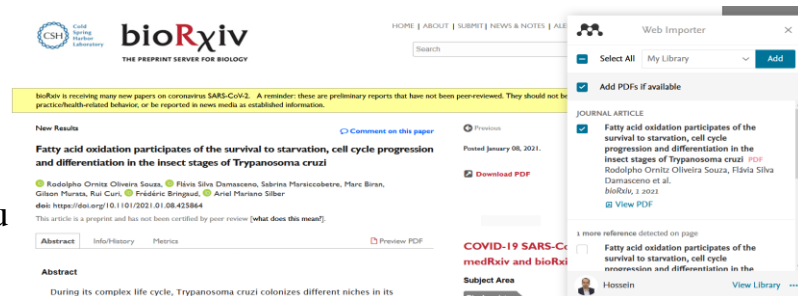 CSH Cold Spring Harbor Laboratory
bioRxiv
THE PREPRINT SERVER FOR BIOLOGY
HOME | ABOUT | SUBMIT | NEWS & NOTES | ALE
Search
bioRxiv is receiving many new papers on coronavirus SARS-CoV-2. A reminder: these are preliminary reports that have not been peer-reviewed. They should not be
practice/health-related behavior, or be reported in news media as established information.
New Results
Comment on this paper
Fatty acid oxidation participates of the survival to starvation, cell cycle progression
and differentiation in the insect stages of Trypanosoma cruzi
Rodolpho Ornitz Oliveira Souza, Flávia Silva Damasceno, Sabrina Marsiccobetre, Marc Biran,
Gilson Murata, Rui Curi, Frédéric Bringaud, Ariel Mariano Silber
doi: https://doi.org/10.1101/2021.01.08.425864
This article is a preprint and has not been certified by peer review [what does this mean?].
u
Abstract Info/History Metrics Preview PDF
Abstract
During its complex life cycle, Trypanosoma cruzi colonizes different niches in its
Previous
Posted January 08, 2021.
Download PDF
COVID-19 SARS-Co
medRxiv and bioRxi
Subject Area
Web Importer
Select All My Library Add
Add PDFs if available
JOURNAL ARTICLE
Fatty acid oxidation participates of the
survival to starvation, cell cycle
progression and differentiation in the
insect stages of Trypanosoma cruzi PDF
Rodolpho Ornitz Oliveira Souza, Flávia Silva
Damasceno et al.
bioRxiv, 1 2021
View PDF
1 more reference detected on page
Fatty acid oxidation participates of the
survival to starvation, cell cycle
progression and differentiation in the
Hossein View Library